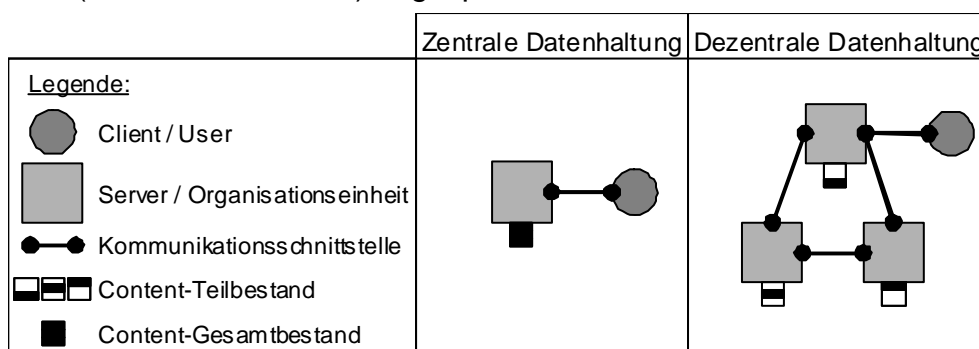 Zentrale Datenhaltung
Dezentrale Datenhaltung
Legende:
Client / User
Server / Organisationseinheit
Kommunikationsschnittstelle
Content-Teilbestand
Content-Gesamtbestand